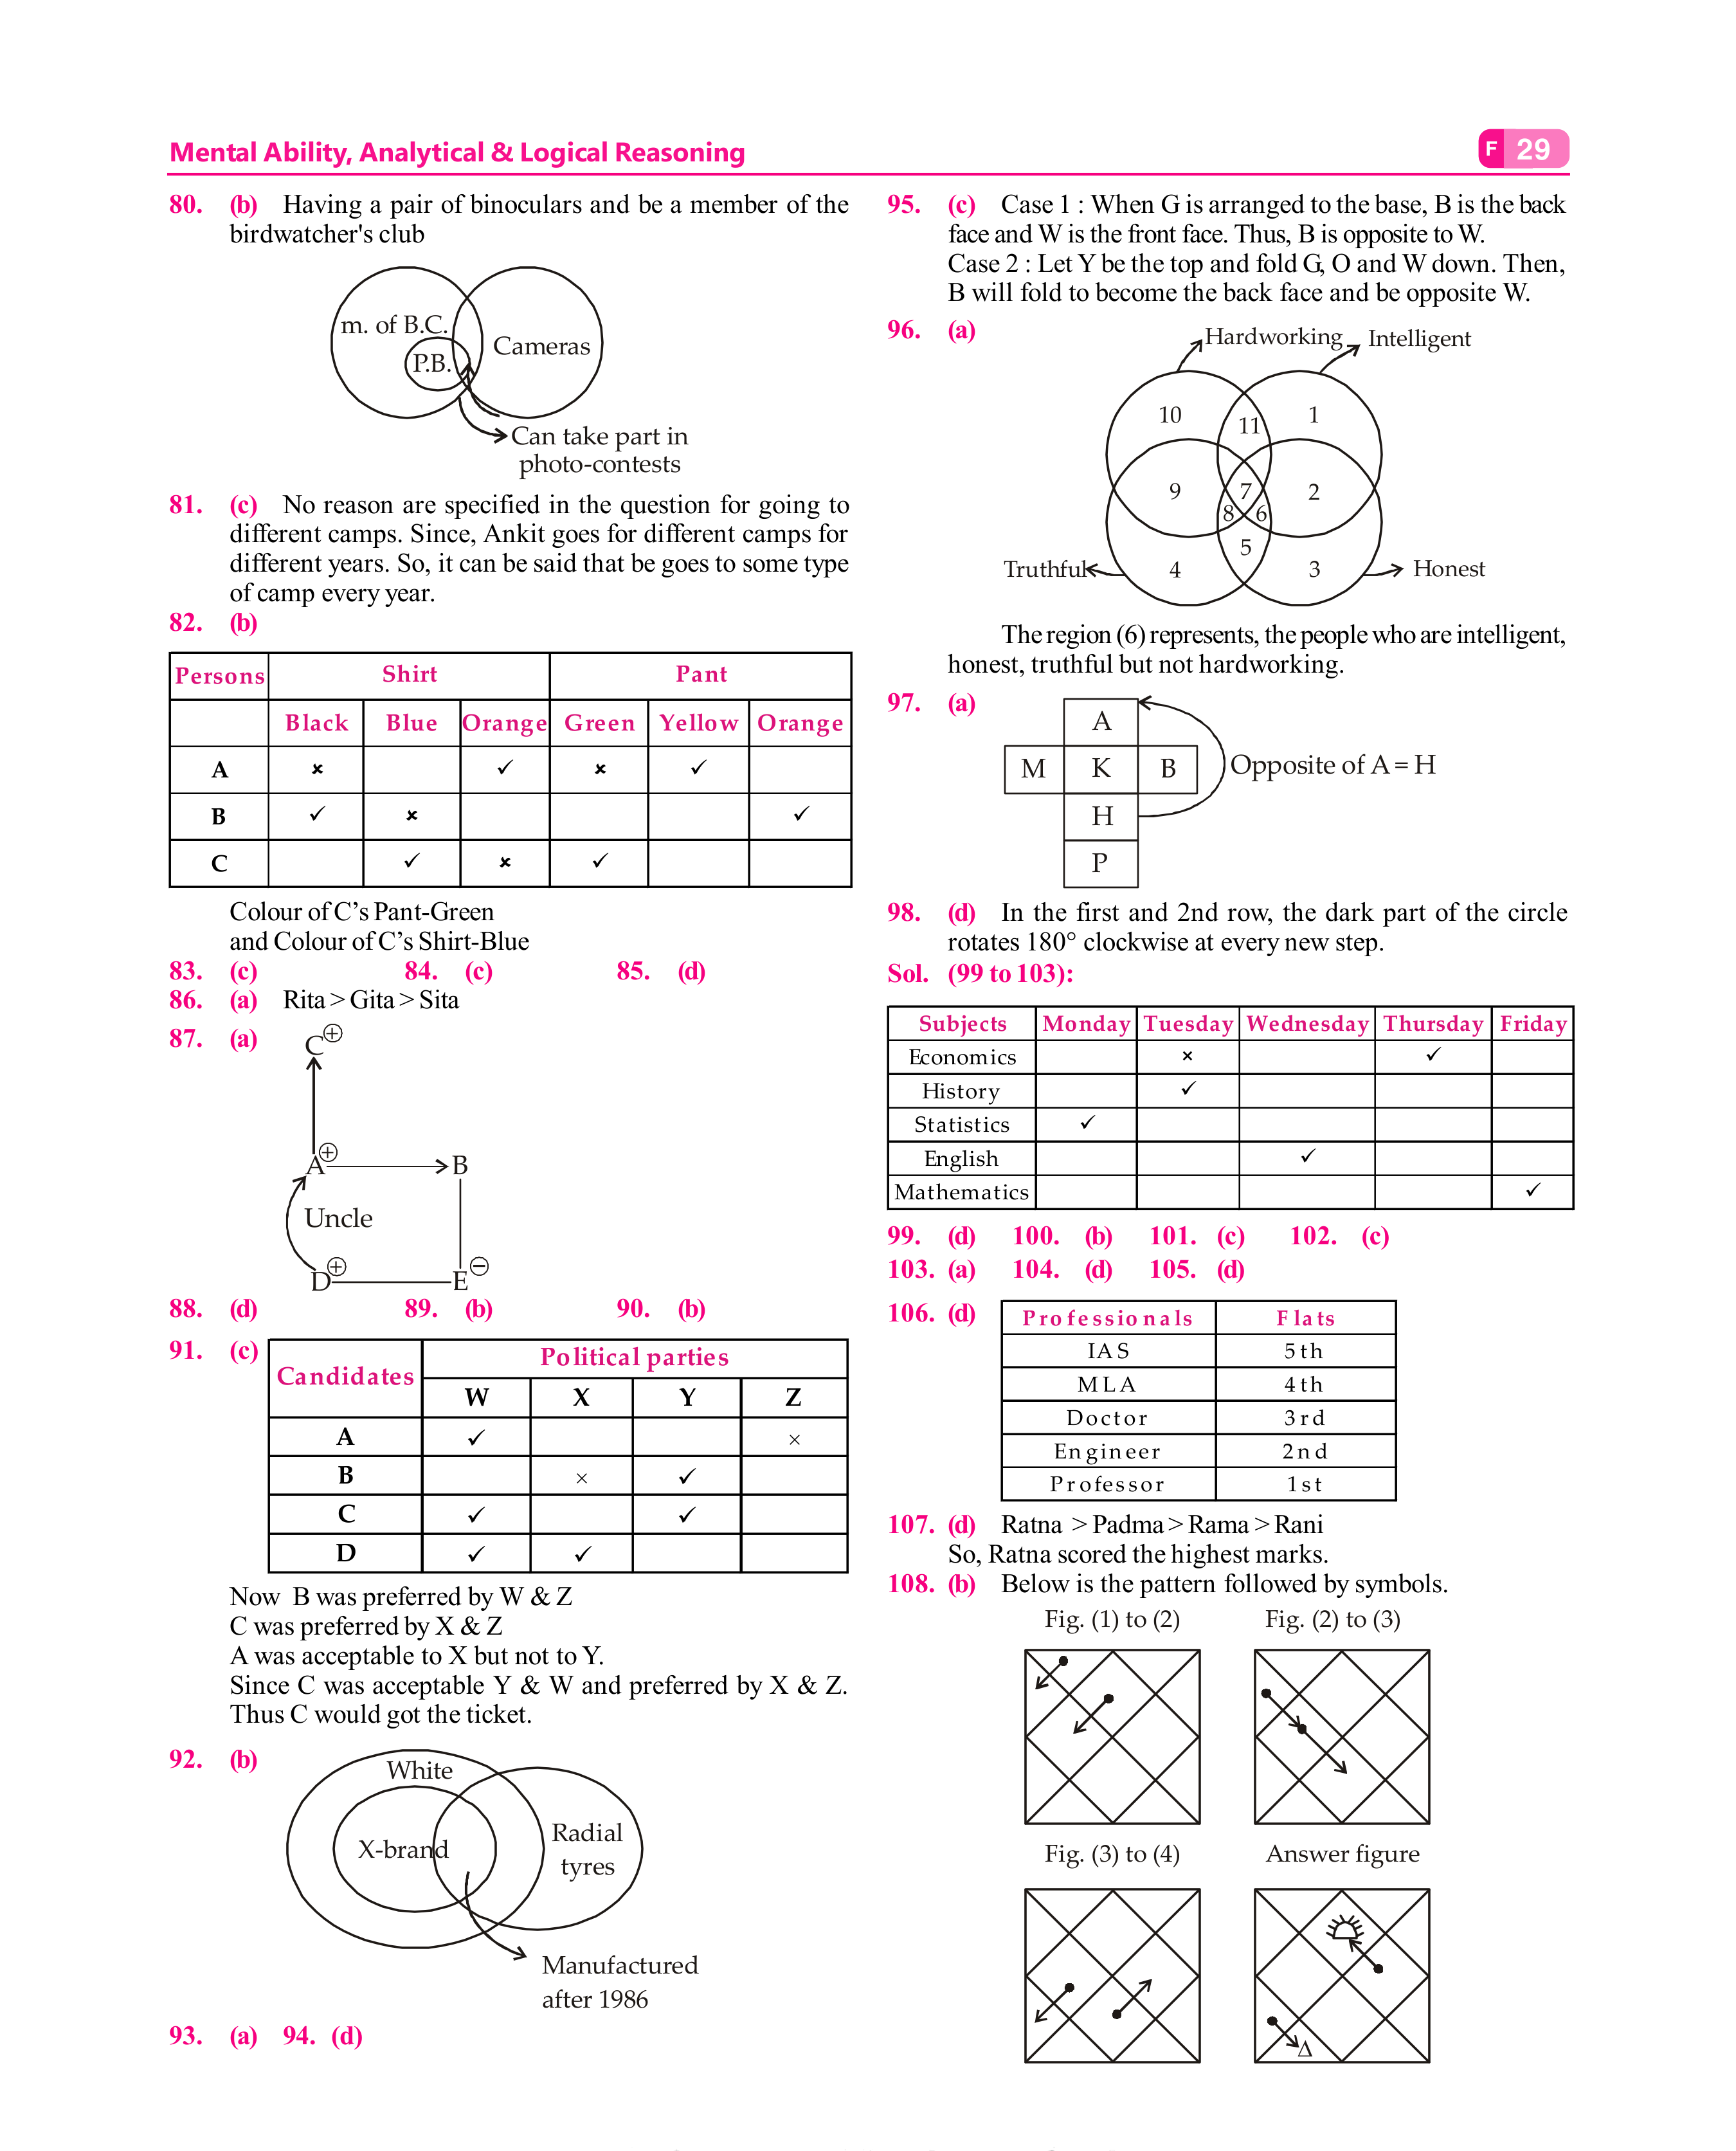 Mental Ability, Analytical & Logical Reasoning
F 29
80. (b) Having a pair of binoculars and be a member of the
birdwatcher's club
m. of B.C.
P.B.
Cameras
Can take part in
photo-contests
81. (c) No reason are specified in the question for going to
different camps. Since, Ankit goes for different camps for
different years. So, it can be said that be goes to some type
of camp every year.
82. (b)
Persons Shirt Pant
Black Blue Orange Green Yellow Orange
A × ✓ × ✓
B ✓ × ✓
C ✓ × ✓
Colour of C's Pant-Green
and Colour of C's Shirt-Blue
83. (c) 84. (c) 85. (d)
86. (a) Rita > Gita > Sita
87. (a)
C ⊕
A ⊕ B
Uncle
D ⊕ E ⊖
88. (d) 89. (b) 90. (b)
91. (c)
Candidates Political parties
W X Y Z
A ✓ ×
B × ✓
C ✓ ✓
D ✓ ✓
Now B was preferred by W & Z
C was preferred by X & Z
A was acceptable to X but not to Y.
Since C was acceptable Y & W and preferred by X & Z.
Thus C would got the ticket.
92. (b)
White
X-brand
Radial
tyres
Manufactured
after 1986
93. (a) 94. (d)
95. (c) Case 1 : When G is arranged to the base, B is the back
face and W is the front face. Thus, B is opposite to W.
Case 2 : Let Y be the top and fold G, O and W down. Then,
B will fold to become the back face and be opposite W.
96. (a)
Hardworking Intelligent
10 11 1
9 7 2
8 6
5
Truthful 4 3 Honest
The region (6) represents, the people who are intelligent,
honest, truthful but not hardworking.
97. (a)
A
M K B
H
P
Opposite of A = H
98. (d) In the first and 2nd row, the dark part of the circle
rotates 180° clockwise at every new step.
Sol. (99 to 103):
Subjects Monday Tuesday Wednesday Thursday Friday
Economics × ✓
History ✓
Statistics ✓
English ✓
Mathematics ✓
99. (d) 100. (b) 101. (c) 102. (c)
103. (a) 104. (d) 105. (d)
106. (d)
Professionals Flats
IAS 5th
MLA 4th
Doctor 3rd
Engineer 2nd
Professor 1st
107. (d) Ratna > Padma > Rama > Rani
So, Ratna scored the highest marks.
108. (b) Below is the pattern followed by symbols.
Fig. (1) to (2) Fig. (2) to (3)
Fig. (3) to (4) Answer figure
Δ